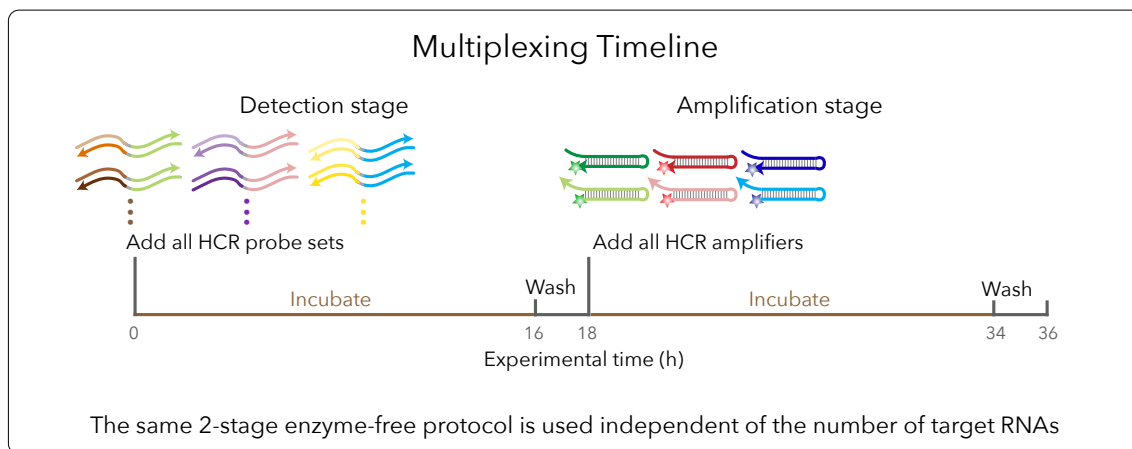 Multiplexing Timeline
Detection stage
Amplification stage
Add all HCR probe sets
Add all HCR amplifiers
Incubate
Wash
Incubate
Wash
0
16
18
34
36
Experimental time (h)
The same 2-stage enzyme-free protocol is used independent of the number of target RNAs